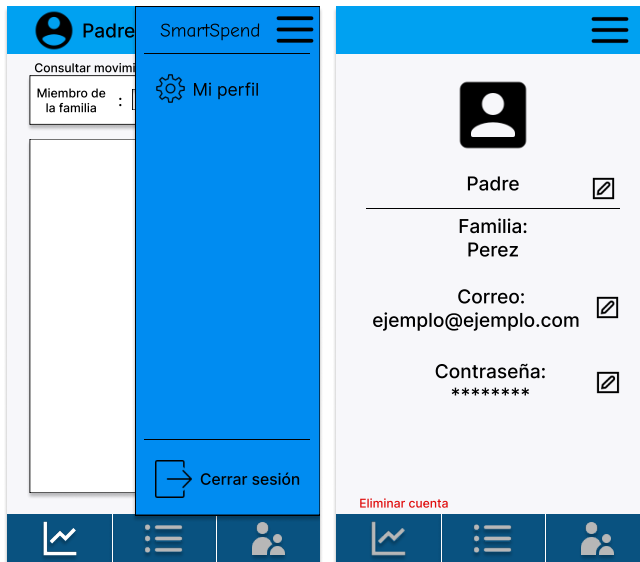 Padre
SmartSpend
Consultar movimi
Miembro de
la familia
:
Mi perfil
Cerrar sesión
Padre
Familia:
Perez
Correo:
ejemplo@ejemplo.com
Contraseña:
********
Eliminar cuenta